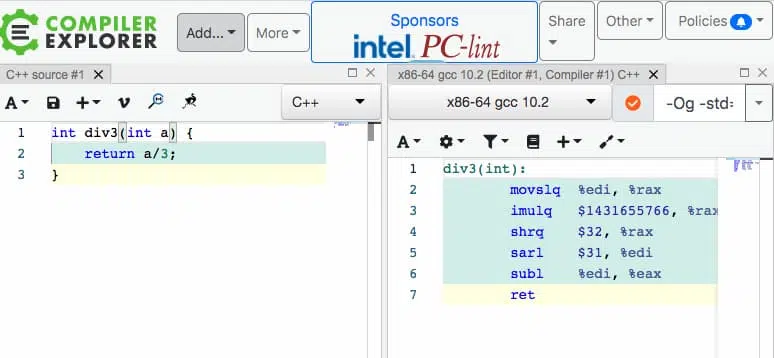 COMPILER
EXPLORER
Add...
More
Sponsors
intel. PC-lint
Share
Other
Policies
C++ source #1
x86-64 gcc 10.2 (Editor #1, Compiler #1) C++
A
C++
x86-64 gcc 10.2
-Og -std=
A
1 int div3(int a) {
2 return a/3;
3 }
1 div3(int):
2 movslq %edi, %rax
3 imulq $1431655766, %rax
4 shrq $32, %rax
5 sarl $31, %edi
6 subl %edi, %eax
7 ret